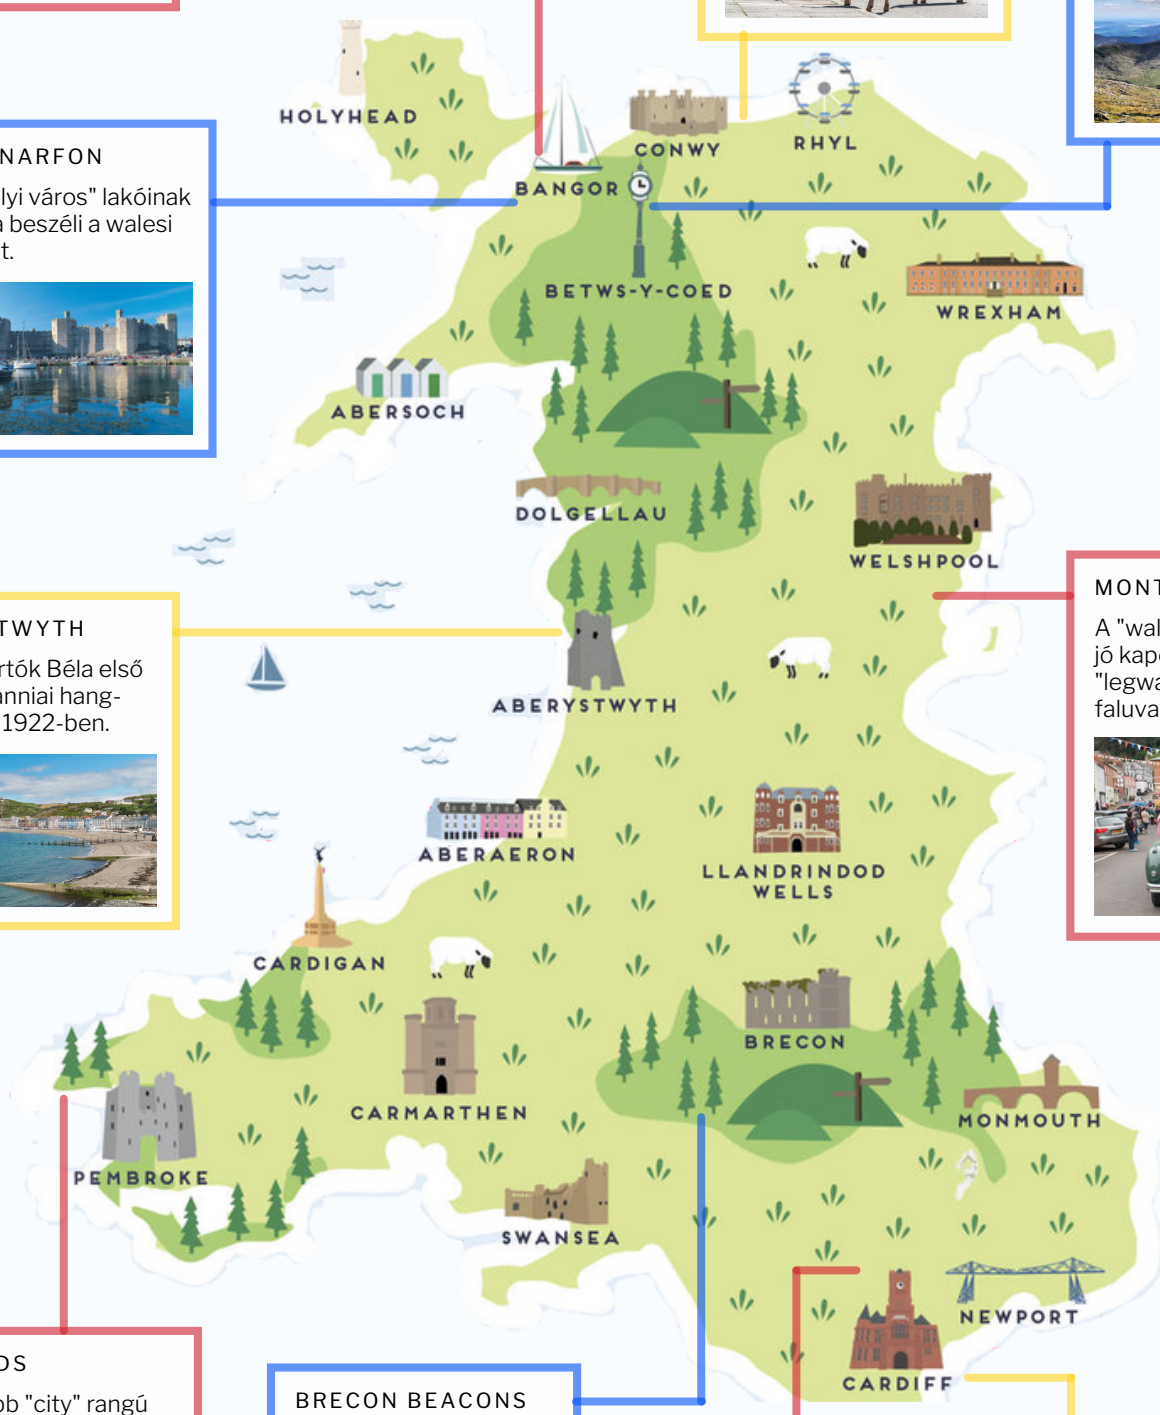 HOLYHEAD
CONWY
RHYL
BANGOR
NARFON
lyi város" lakóinak
a beszéli a walesi
t.
BETWS-Y-COED
WREXHAM
ABERSOCH
DOLGELLAU
WELSHPOOL
MONT
A "wal
jó kap
"legwa
faluva
TWYTH
rtók Béla első
anniai hang-
1922-ben.
ABERYSTWYTH
ABERAERON
LLANDRINDOD
WELLS
CARDIGAN
BRECON
CARMARTHEN
MONMOUTH
PEMBROKE
SWANSEA
NEWPORT
CARDIFF
DS
bb "city" rangú
BRECON BEACONS